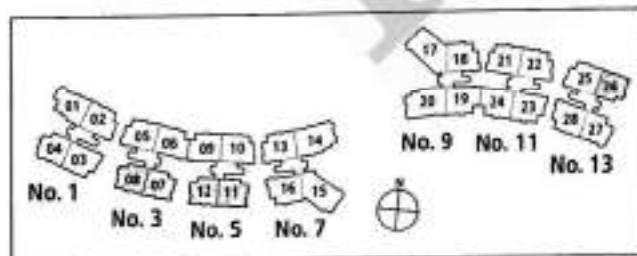 17 18 21 22 25 26
20 19 24 23 28 27
No. 9 No. 11 No. 13
01 02 05 06 09 10 13 14
04 03 08 07 12 11 16 15
No. 1 No. 3 No. 5 No. 7
N